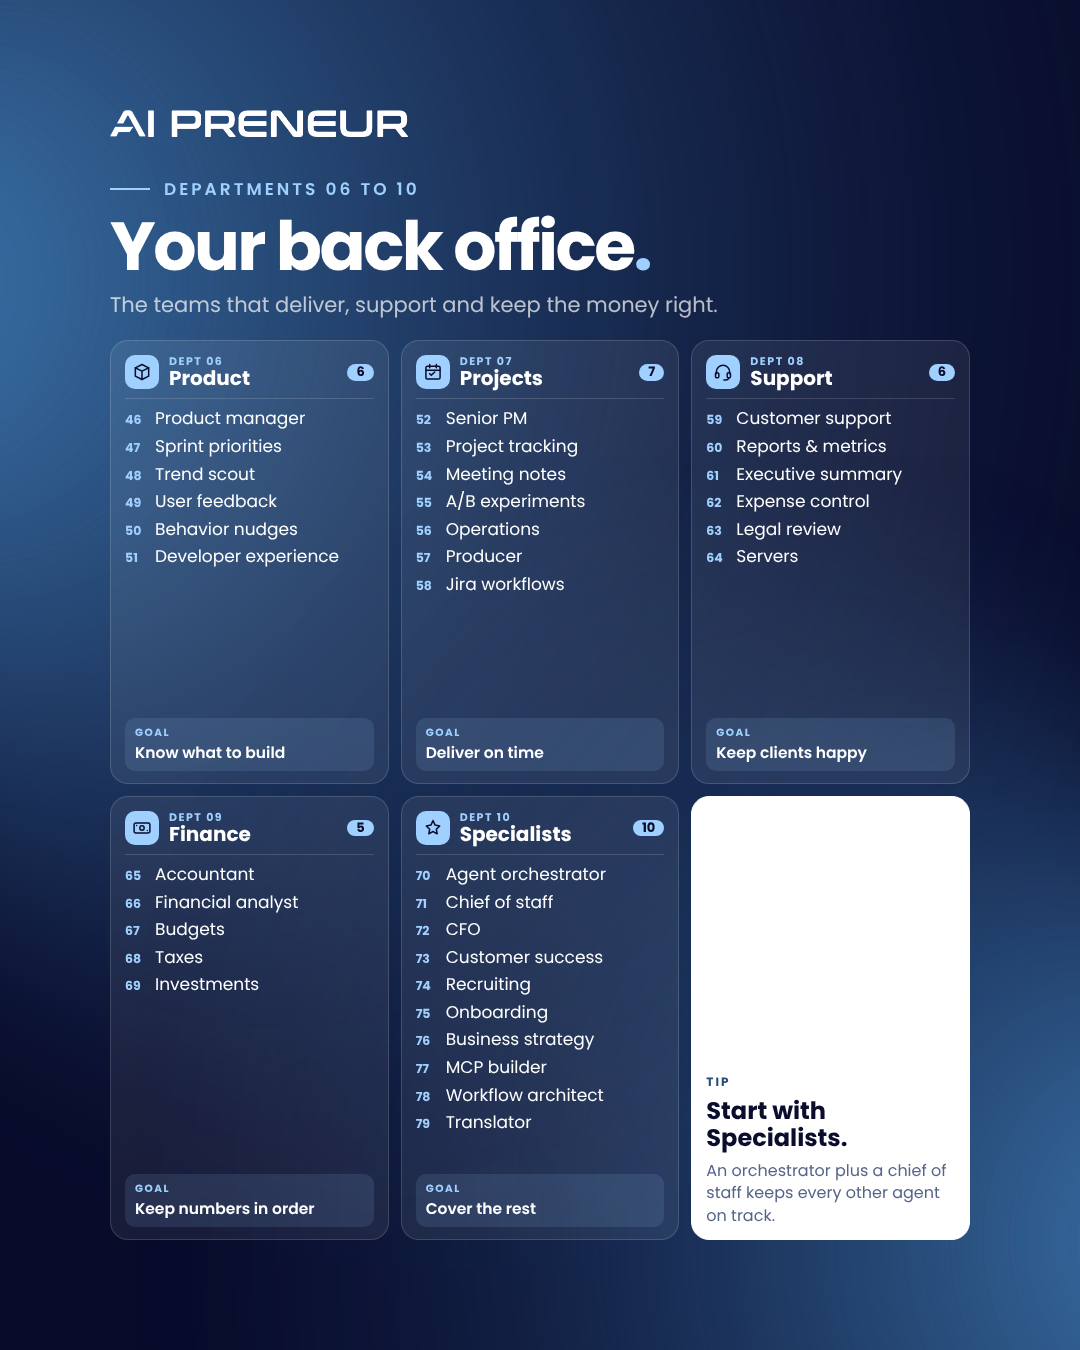 AI PRENEUR
DEPARTMENTS 06 TO 10
Your back office.
The teams that deliver, support and keep the money right.
DEPT 06
Product
6
46 Product manager
47 Sprint priorities
48 Trend scout
49 User feedback
50 Behavior nudges
51 Developer experience
GOAL
Know what to build
DEPT 07
Projects
7
52 Senior PM
53 Project tracking
54 Meeting notes
55 A/B experiments
56 Operations
57 Producer
58 Jira workflows
GOAL
Deliver on time
DEPT 08
Support
6
59 Customer support
60 Reports & metrics
61 Executive summary
62 Expense control
63 Legal review
64 Servers
GOAL
Keep clients happy
DEPT 09
Finance
5
65 Accountant
66 Financial analyst
67 Budgets
68 Taxes
69 Investments
GOAL
Keep numbers in order
DEPT 10
Specialists
10
70 Agent orchestrator
71 Chief of staff
72 CFO
73 Customer success
74 Recruiting
75 Onboarding
76 Business strategy
77 MCP builder
78 Workflow architect
79 Translator
GOAL
Cover the rest
TIP
Start with
Specialists.
An orchestrator plus a chief of
staff keeps every other agent
on track.